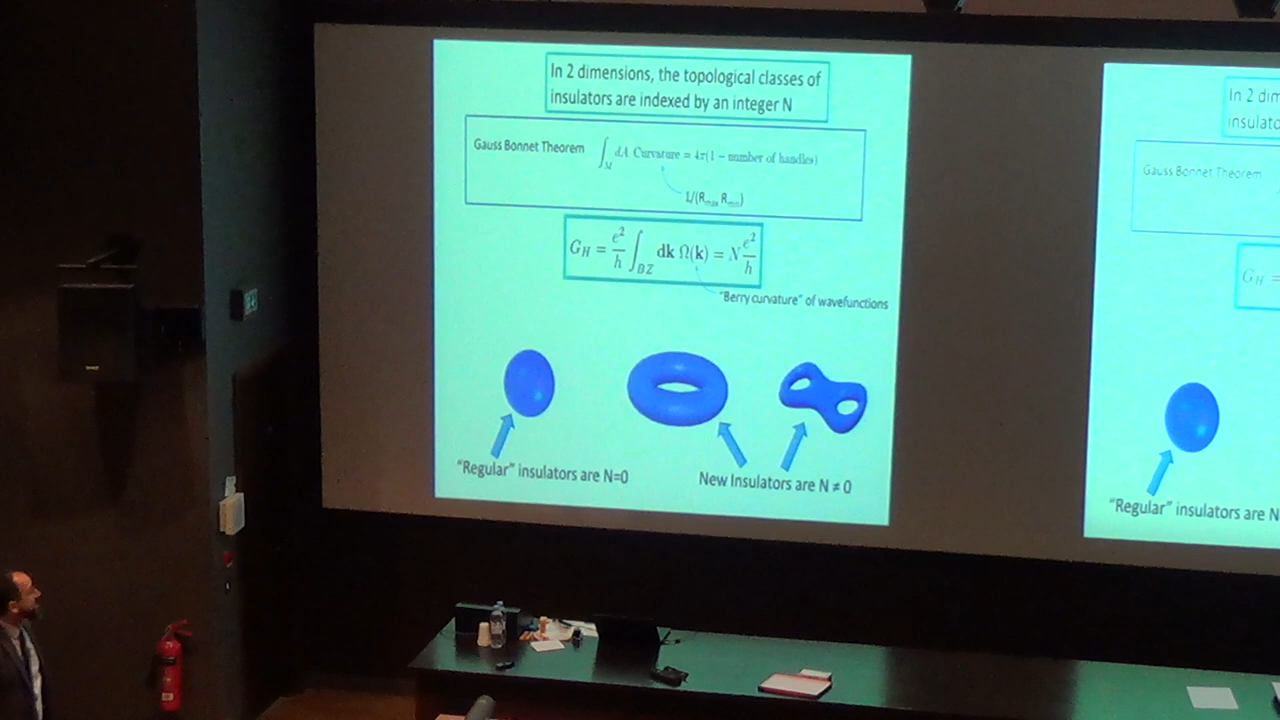 In 2 dimensions, the topological classes of
insulators are indexed by an integer N
Gauss Bonnet Theorem ∫_M dA Curvature = 4π(1 − number of handles)
1/(R_max R_min)
G_H = e²/h ∫_BZ dk Ω(k) = N e²/h
"Berry curvature" of wavefunctions
"Regular" insulators are N=0
New Insulators are N ≠ 0
In 2 dim
insulato
Gauss Bonnet Theorem
G_H =
"Regular" insulators are N